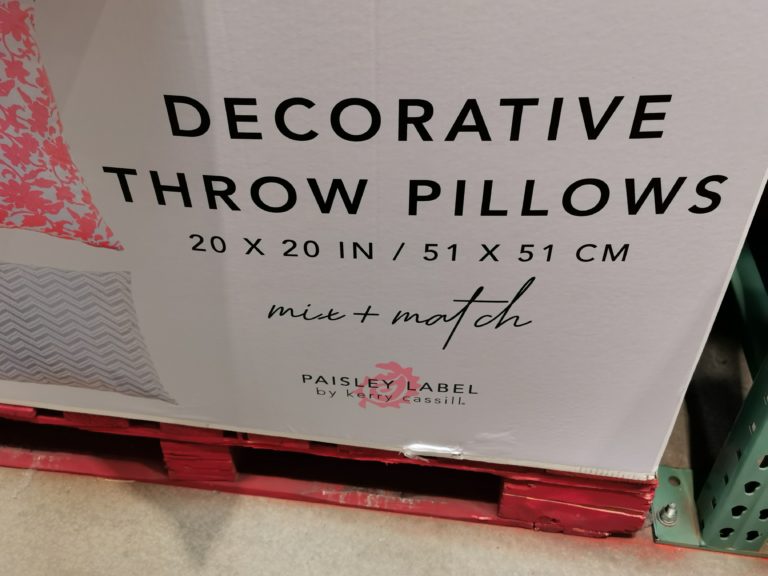 DECORATIVE
THROW PILLOWS
20 X 20 IN / 51 X 51 CM
mix + match
PAISLEY LABEL
by kerry cassill